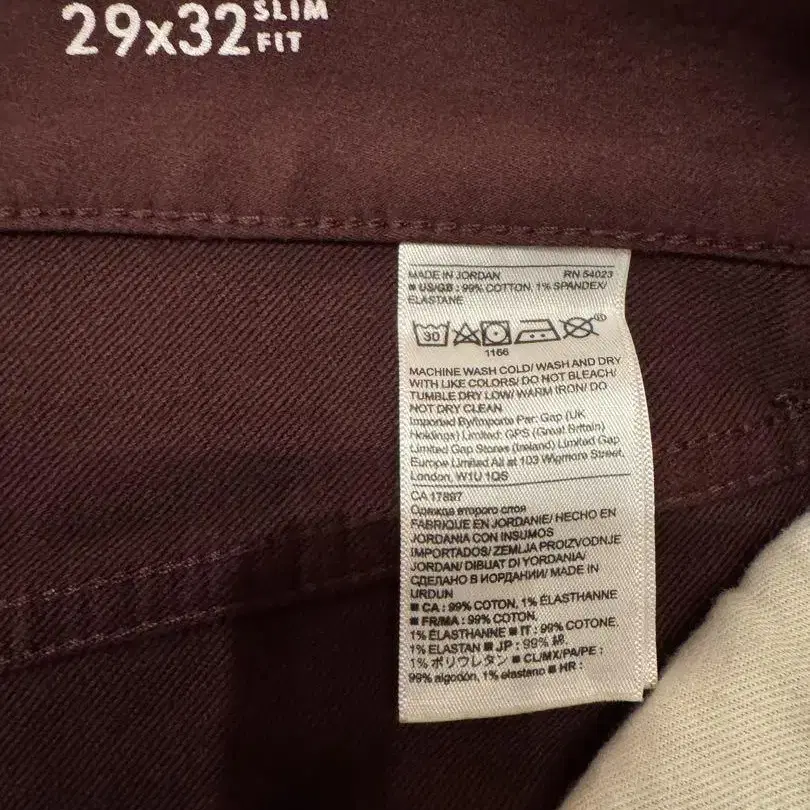 29x32 SLIM
FIT
MADE IN JORDAN RN 54023
■ US/GB : 99% COTTON, 1% SPANDEX/
ELASTANE
30
®
1166
MACHINE WASH COLD/ WASH AND DRY
WITH LIKE COLORS/ DO NOT BLEACH/
TUMBLE DRY LOW/ WARM IRON/ DO
NOT DRY CLEAN
Imported By/Importe Par: Gap (UK
Holdings) Limited: GPS (Great Britain)
Limited Gap Stores (Ireland) Limited Gap
Europe Limited All at 103 Wigmore Street,
London, W1U 1QS
CA 17897
Одежда второго слоя
FABRIQUE EN JORDANIE/ HECHO EN
JORDANIA CON INSUMOS
IMPORTADOS/ ZEMLJA PROIZVODNJE
JORDAN/ DIBUAT DI YORDANIA/
СДЕЛАНО В ИОРДАНИИ/ MADE IN
URDUN
■ CA : 99% COTON, 1% ÉLASTHANNE
■ FR/MA : 99% COTON,
1% ÉLASTHANNE ■ IT : 99% COTONE,
1% ELASTAN ■ JP : 99% 綿,
1% ポリウレタン ■ CL/MX/PA/PE :
99% algodón, 1% elastano ■ HR :